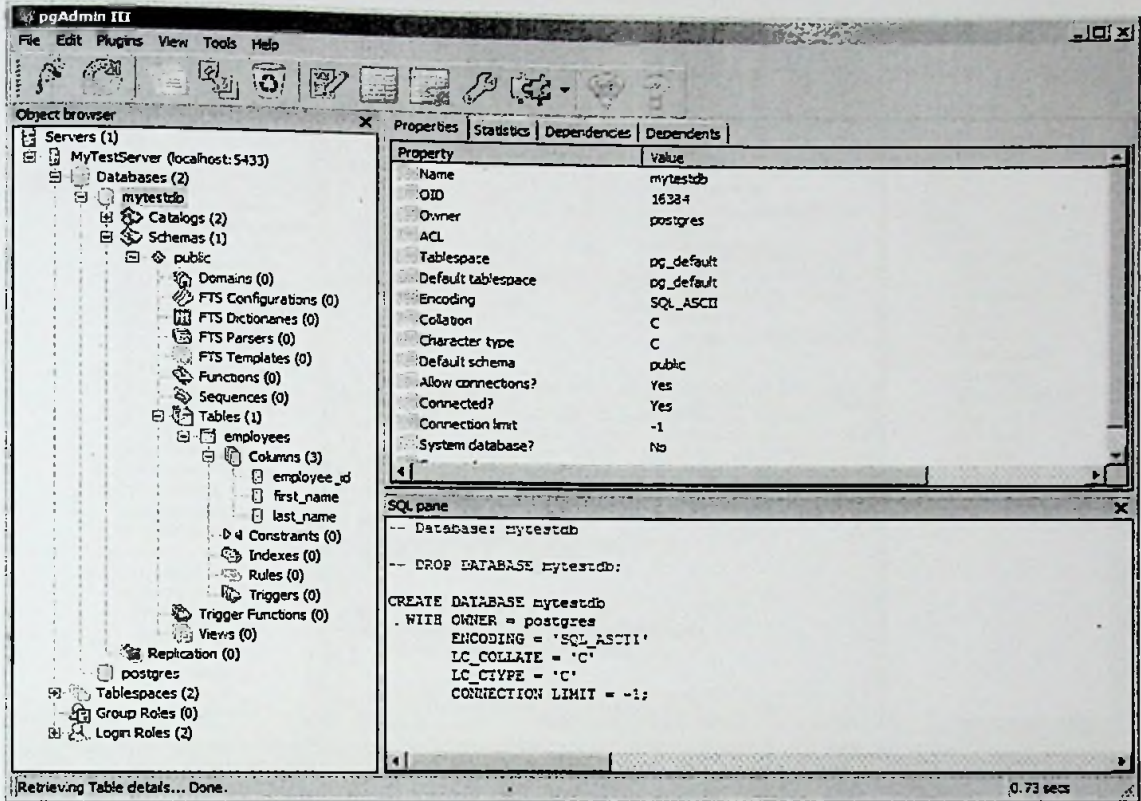 pgAdmin III
File Edit Plugins View Tools Help
Object browser
Servers (1)
MyTestServer (localhost:5433)
Databases (2)
mytestdb
Catalogs (2)
Schemas (1)
public
Domains (0)
FTS Configurations (0)
FTS Dictionaries (0)
FTS Parsers (0)
FTS Templates (0)
Functions (0)
Sequences (0)
Tables (1)
employees
Columns (3)
employee_id
first_name
last_name
Constraints (0)
Indexes (0)
Rules (0)
Triggers (0)
Trigger Functions (0)
Views (0)
Replication (0)
postgres
Tablespaces (2)
Group Roles (0)
Login Roles (2)
Properties Statistics Dependencies Dependents
Property Value
Name mytestdb
OID 16384
Owner postgres
ACL
Tablespace pg_default
Default tablespace pg_default
Encoding SQL_ASCII
Collation C
Character type C
Default schema public
Allow connections? Yes
Connected? Yes
Connection limit -1
System database? No
SQL pane
-- Database: mytestdb
-- DROP DATABASE mytestdb;
CREATE DATABASE mytestdb
WITH OWNER = postgres
ENCODING = 'SQL_ASCII'
LC_COLLATE = 'C'
LC_CTYPE = 'C'
CONNECTION LIMIT = -1;
Retrieving Table details... Done. 0.73 secs